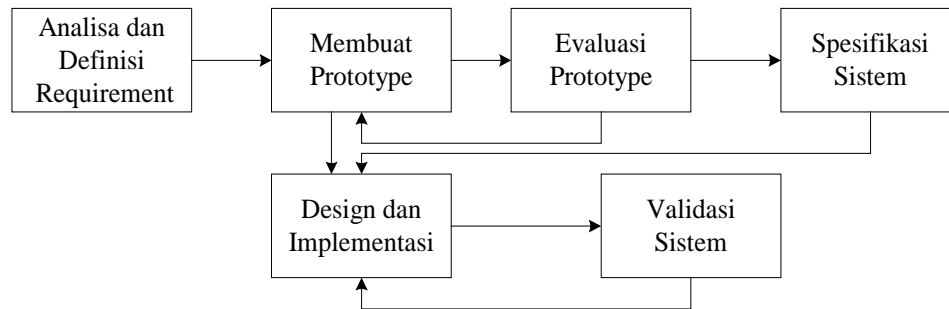 Analisa dan
Definisi
Requirement
Membuat
Prototype
Evaluasi
Prototype
Spesifikasi
Sistem
Design dan
Implementasi
Validasi
Sistem